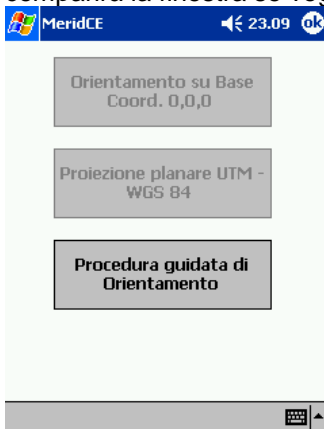 MeridCE 23.09 ok
Orientamento su Base
Coord. 0,0,0
Proiezione planare UTM -
WGS 84
Procedura guidata di
Orientamento